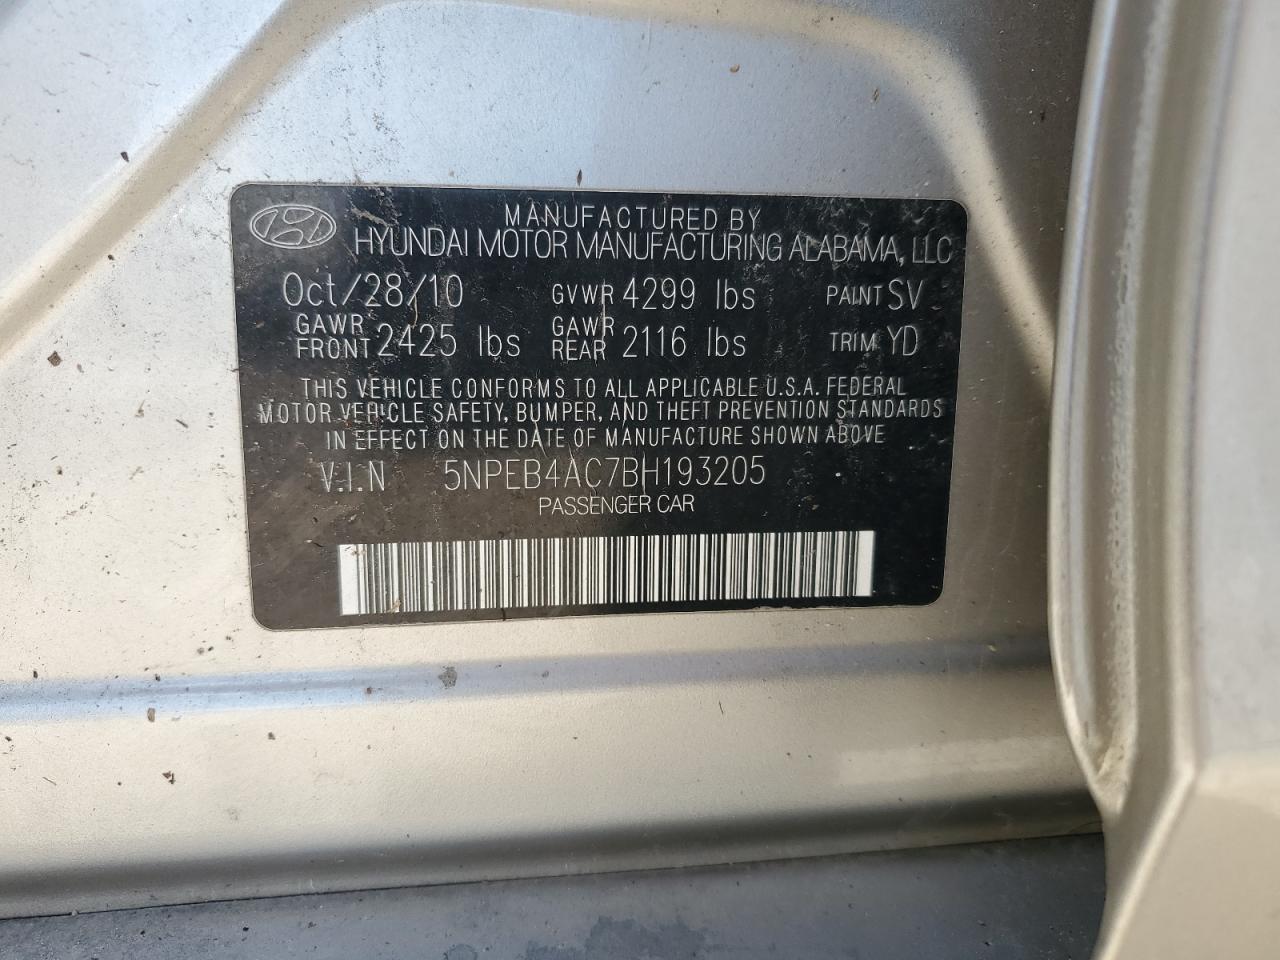 MANUFACTURED BY
HYUNDAI MOTOR MANUFACTURING ALABAMA, LLC
Oct/28/10 GVWR 4299 lbs PAINT SV
GAWR FRONT 2425 lbs GAWR REAR 2116 lbs TRIM YD
THIS VEHICLE CONFORMS TO ALL APPLICABLE U.S.A. FEDERAL
MOTOR VEHICLE SAFETY, BUMPER, AND THEFT PREVENTION STANDARDS
IN EFFECT ON THE DATE OF MANUFACTURE SHOWN ABOVE
V.I.N 5NPEB4AC7BH193205
PASSENGER CAR